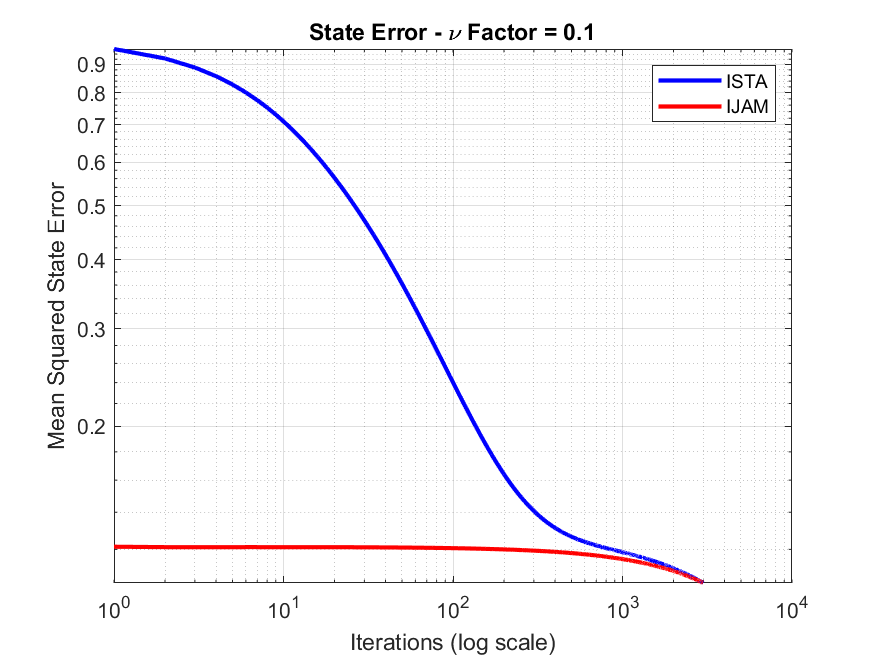 State Error - ν Factor = 0.1
ISTA
IJAM
0.9
0.8
0.7
0.6
0.5
0.4
0.3
0.2
Mean Squared State Error
10^0 10^1 10^2 10^3 10^4
Iterations (log scale)